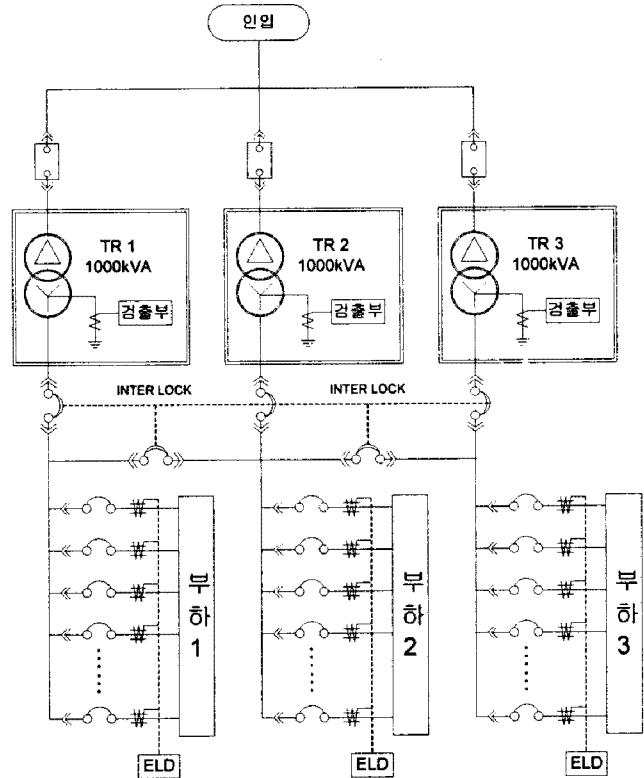 인입
TR 1
1000kVA
검출부
TR 2
1000kVA
검출부
TR 3
1000kVA
검출부
INTER LOCK
INTER LOCK
부하1
부하2
부하3
ELD
ELD
ELD